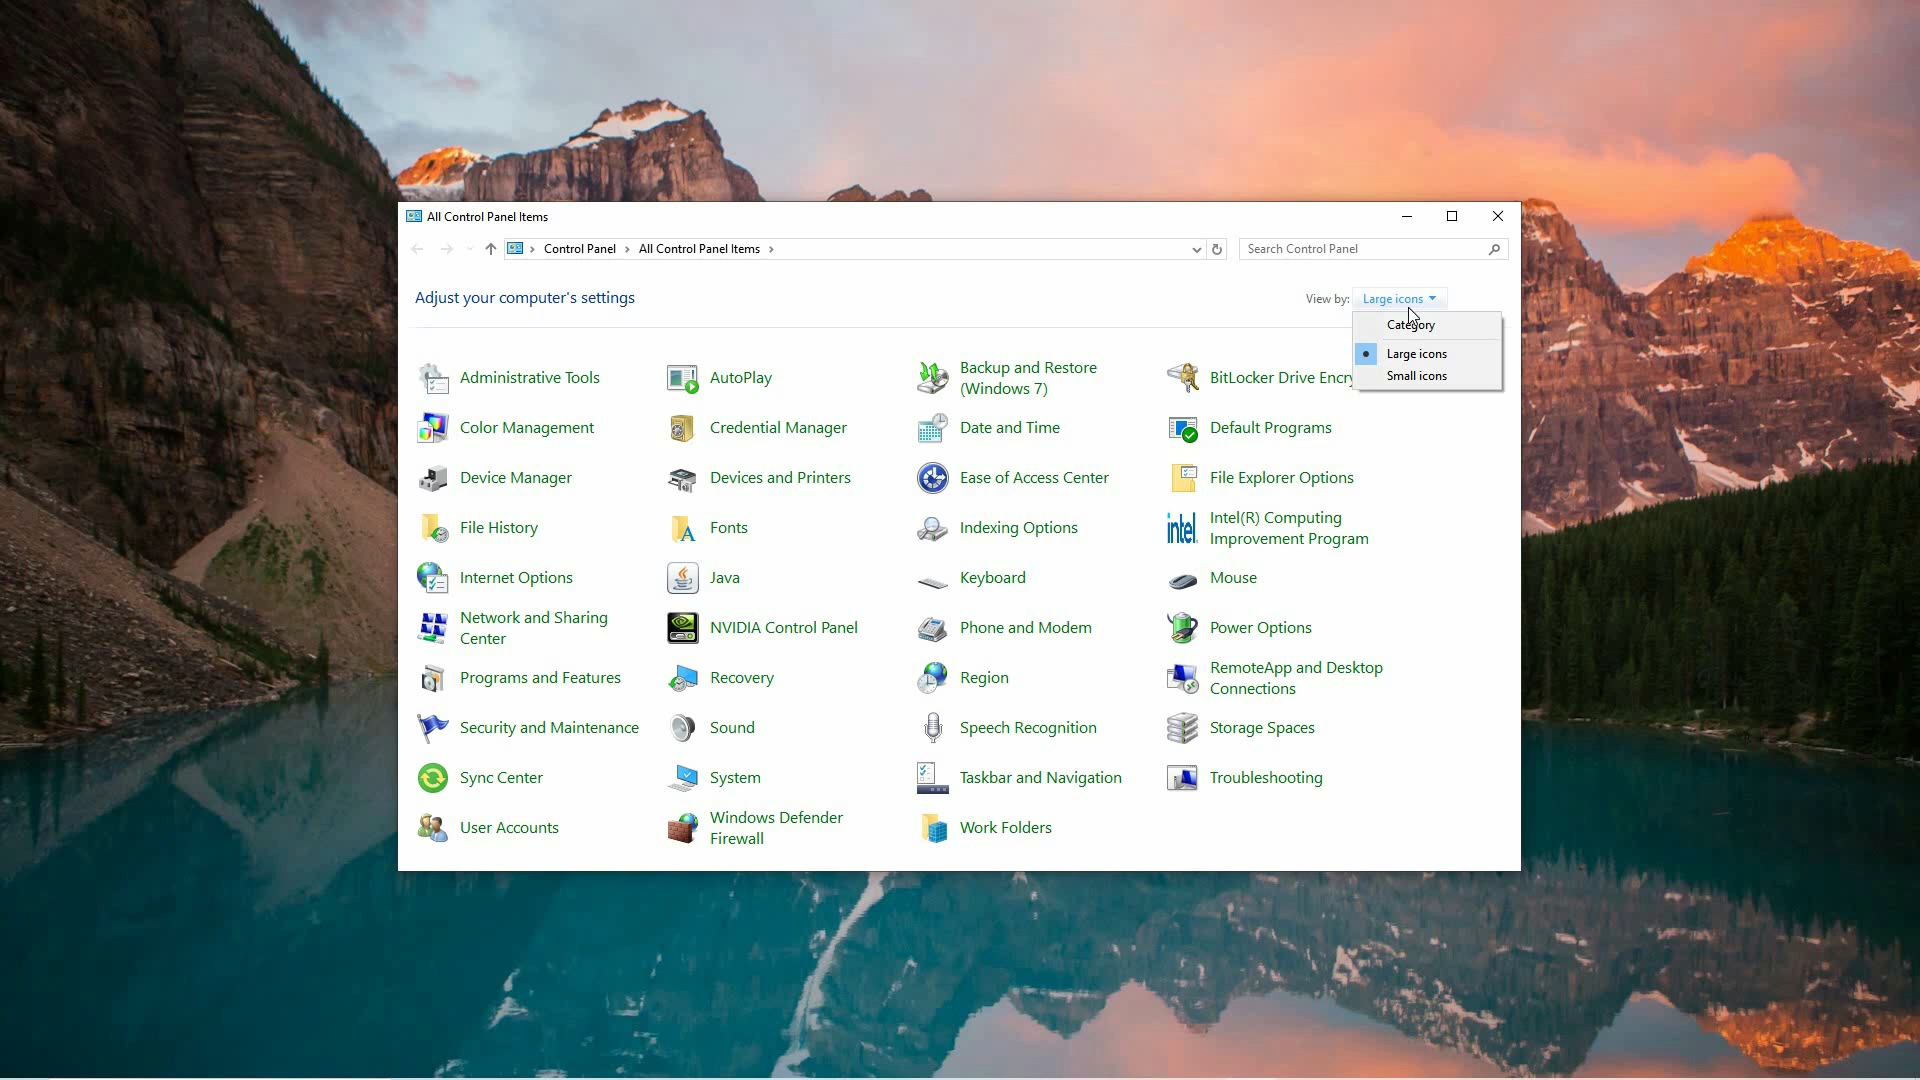 All Control Panel Items
Control Panel All Control Panel Items
Search Control Panel
Adjust your computer's settings
View by: Large icons
Category
Large icons
Small icons
Administrative Tools
AutoPlay
Backup and Restore
(Windows 7)
BitLocker Drive Encry
Color Management
Credential Manager
Date and Time
Default Programs
Device Manager
Devices and Printers
Ease of Access Center
File Explorer Options
File History
Fonts
Indexing Options
intel
Intel(R) Computing
Improvement Program
Internet Options
Java
Keyboard
Mouse
Network and Sharing
Center
NVIDIA Control Panel
Phone and Modem
Power Options
Programs and Features
Recovery
Region
RemoteApp and Desktop
Connections
Security and Maintenance
Sound
Speech Recognition
Storage Spaces
Sync Center
System
Taskbar and Navigation
Troubleshooting
User Accounts
Windows Defender
Firewall
Work Folders